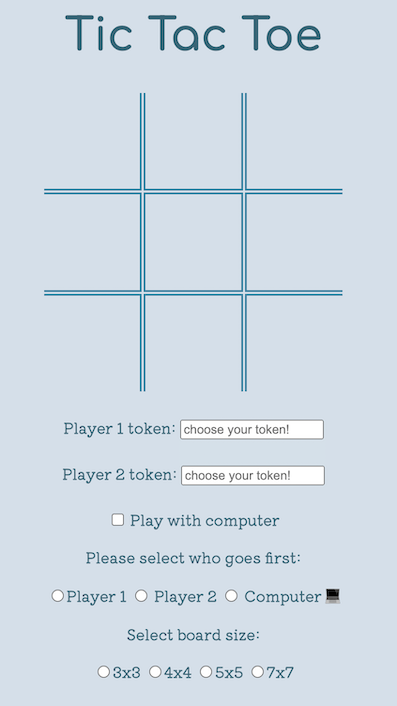 Tic Tac Toe
Player 1 token: choose your token!
Player 2 token: choose your token!
Play with computer
Please select who goes first:
Player 1 Player 2 Computer 💻
Select board size:
3x3 4x4 5x5 7x7